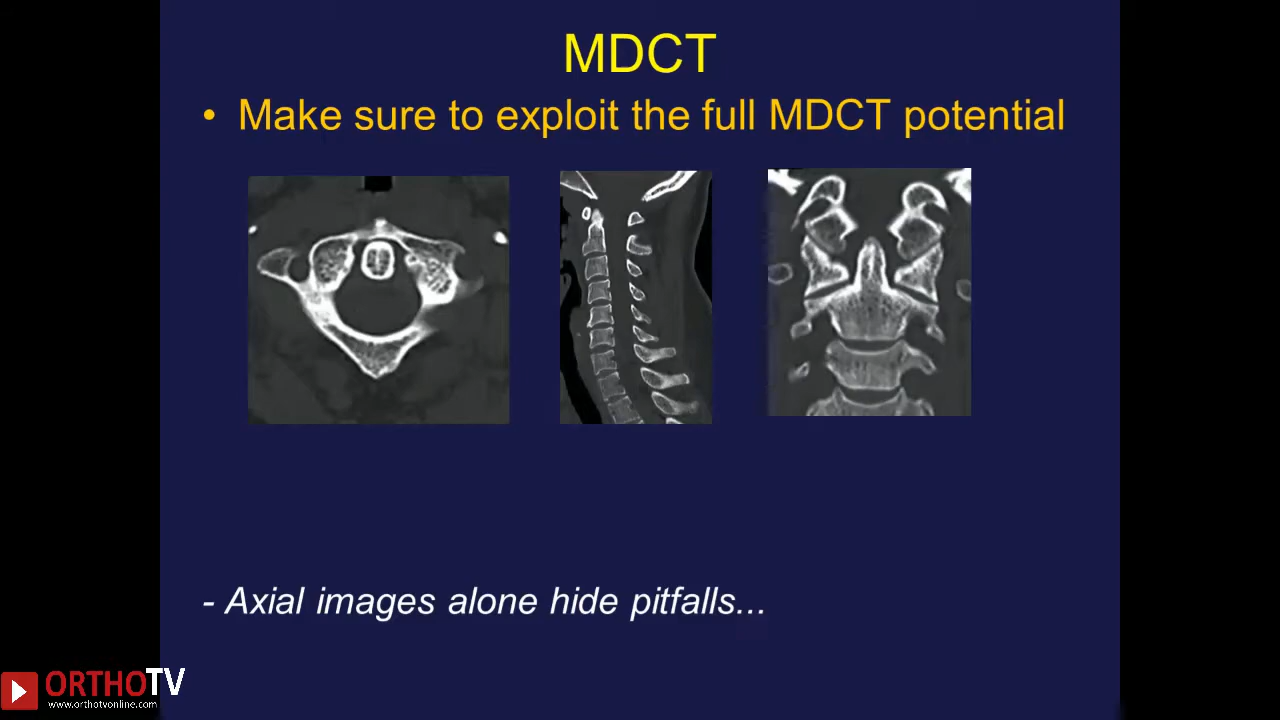 MDCT
• Make sure to exploit the full MDCT potential
- Axial images alone hide pitfalls...
ORTHOTV
www.orthotvonline.com